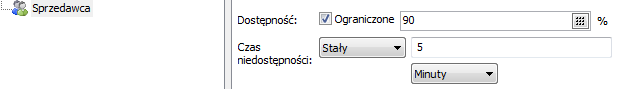 Sprzedawca
Dostępność: Ograniczone 90 %
Czas niedostępności: Stały 5
Minuty